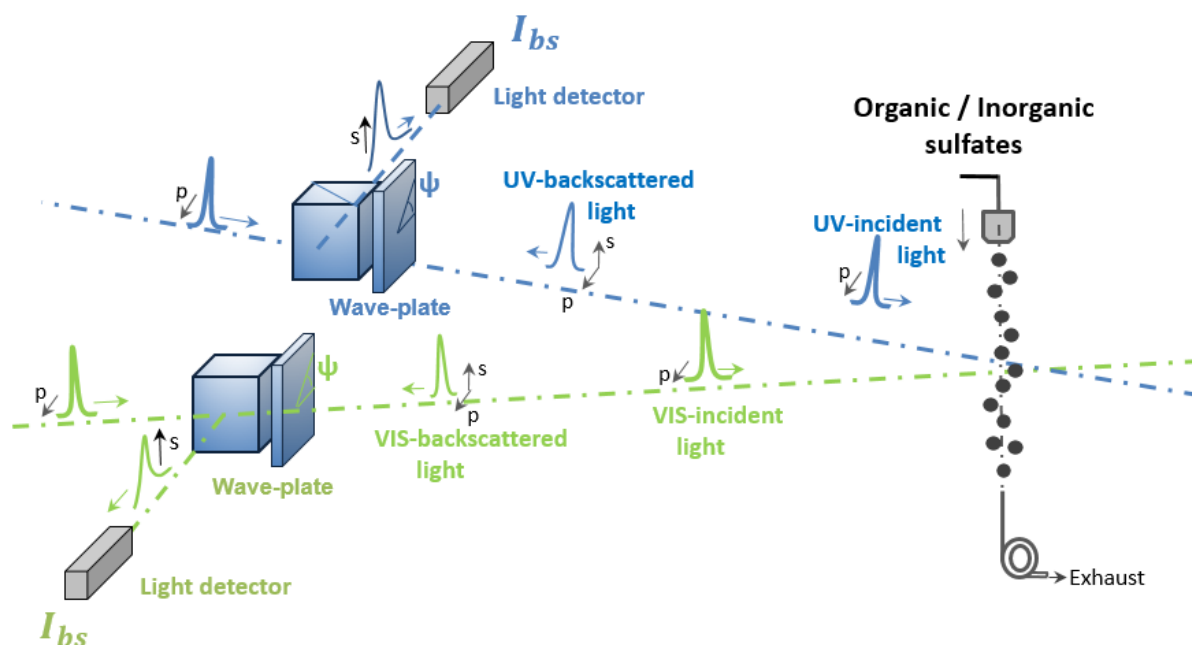 I_bs
Light detector
s
ψ
p
Wave-plate
UV-backscattered
light
s
p
Organic / Inorganic
sulfates
UV-incident
light
p
p
ψ
s
p
p
VIS-backscattered
light
VIS-incident
light
s
Wave-plate
Light detector
I_bs
Exhaust